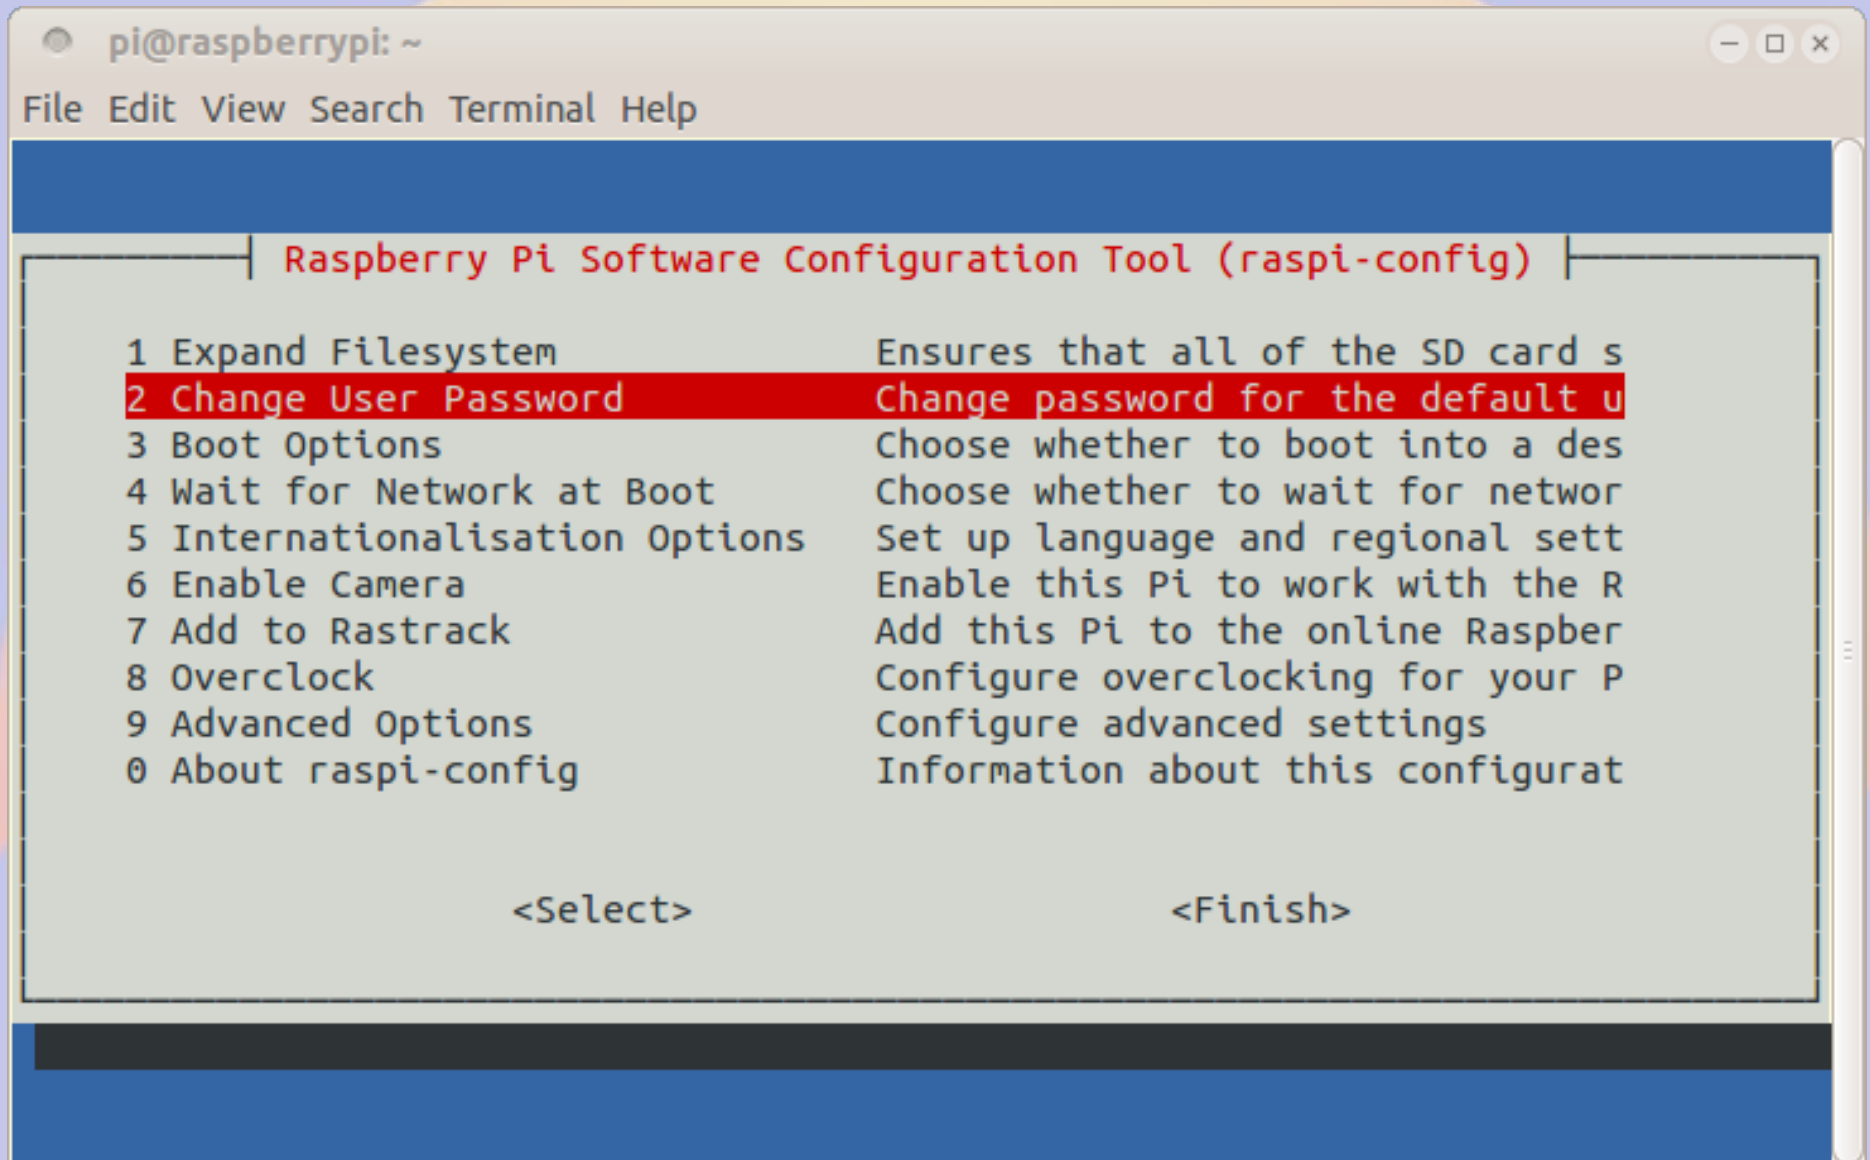 pi@raspberrypi: ~
File Edit View Search Terminal Help
Raspberry Pi Software Configuration Tool (raspi-config)
1 Expand Filesystem Ensures that all of the SD card s
2 Change User Password Change password for the default u
3 Boot Options Choose whether to boot into a des
4 Wait for Network at Boot Choose whether to wait for networ
5 Internationalisation Options Set up language and regional sett
6 Enable Camera Enable this Pi to work with the R
7 Add to Rastrack Add this Pi to the online Raspber
8 Overclock Configure overclocking for your P
9 Advanced Options Configure advanced settings
0 About raspi-config Information about this configurat
<Select> <Finish>